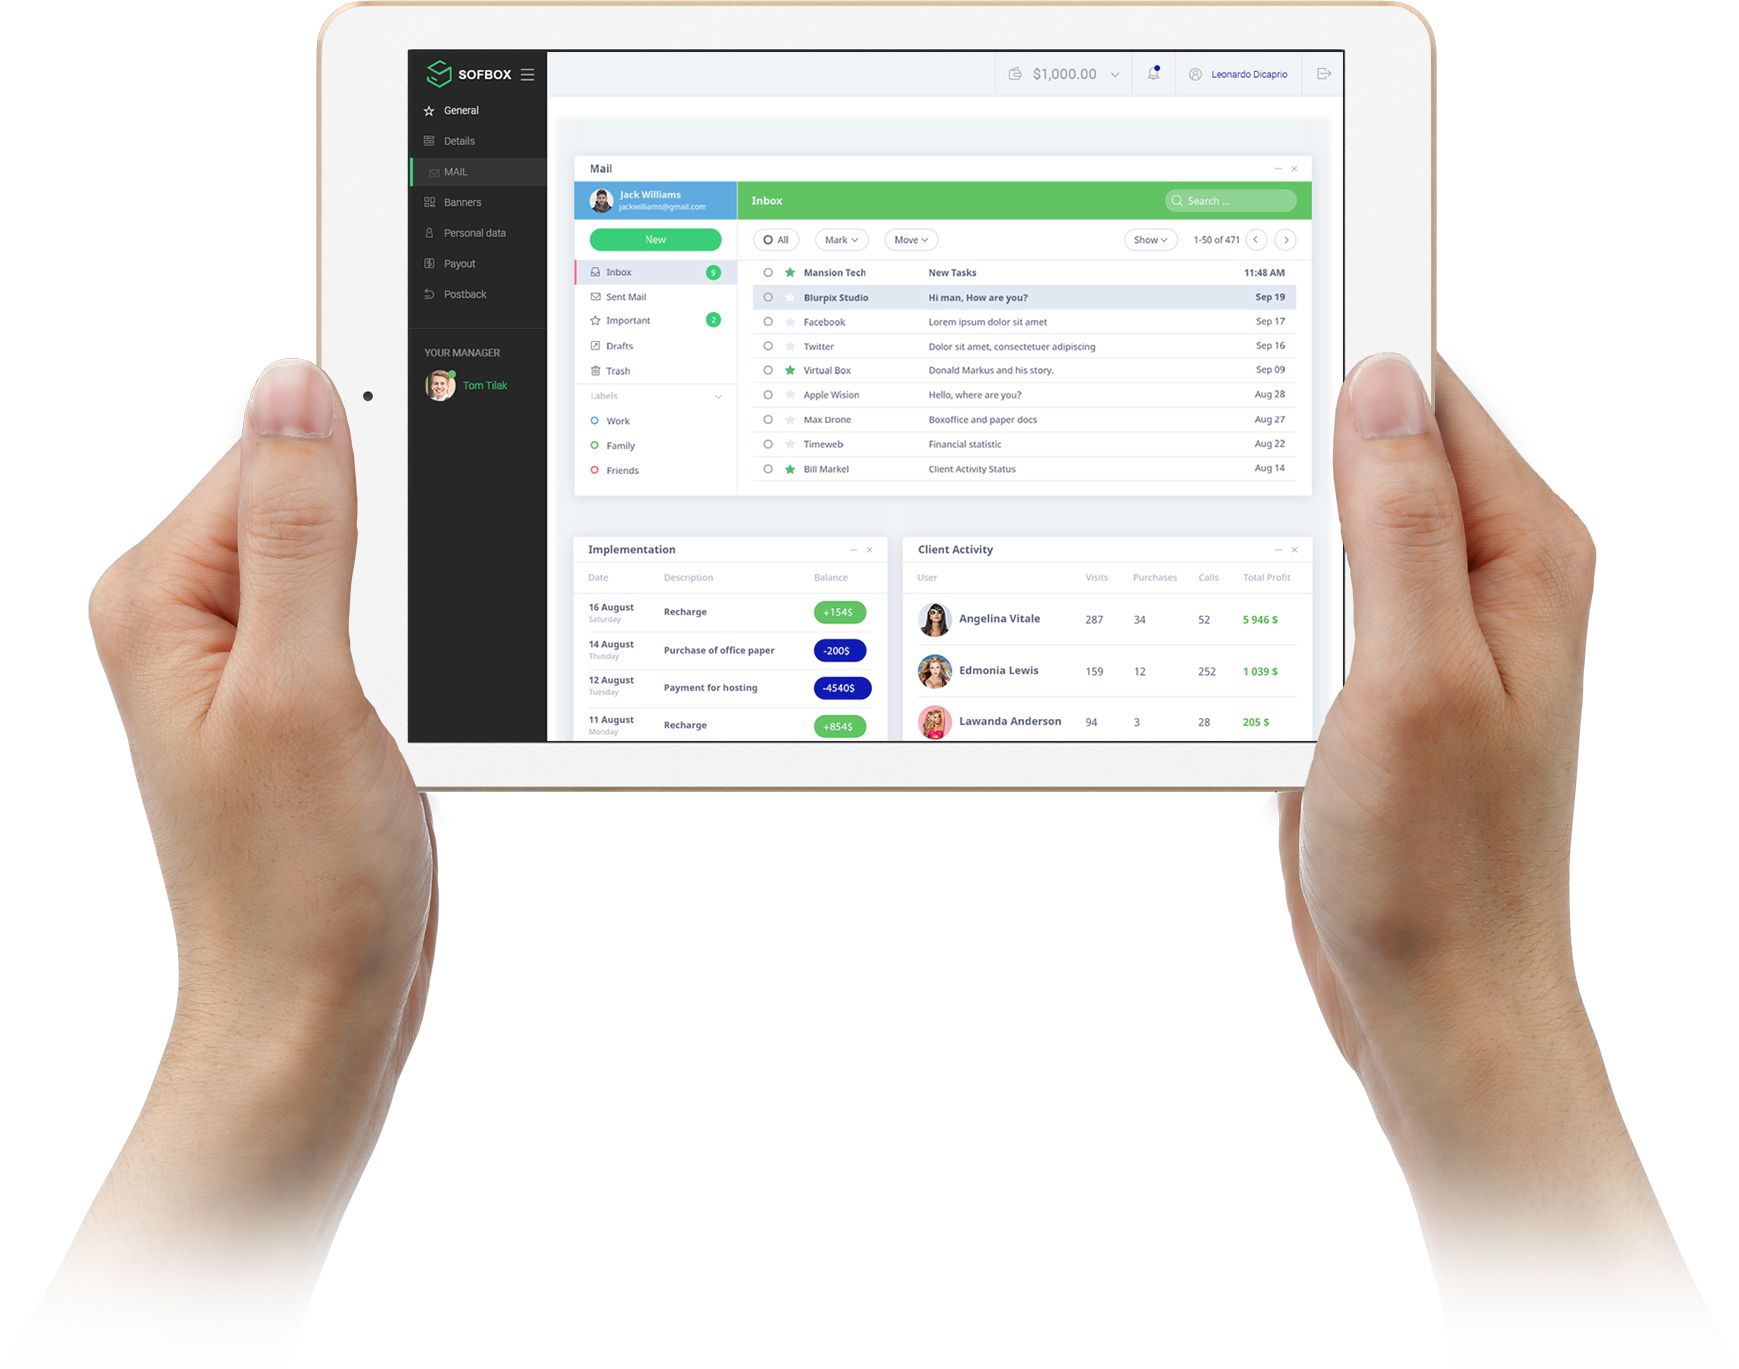 SOFBOX
$1,000.00
Leonardo Dicaprio
General
Details
MAIL
Banners
Personal data
Payout
Postback
YOUR MANAGER
Tom Tilak
Mail
Jack Williams
jackwilliams@gmail.com
Inbox
Search ...
New
All Mark Move Show 1-50 of 471
Inbox 9
Sent Mail
Important 2
Drafts
Trash
Labels
Work
Family
Friends
Mansion Tech New Tasks 11:48 AM
Blurpix Studio Hi man, How are you? Sep 19
Facebook Lorem ipsum dolor sit amet Sep 17
Twitter Dolor sit amet, consectetuer adipiscing Sep 16
Virtual Box Donald Markus and his story. Sep 09
Apple Wision Hello, where are you? Aug 28
Max Drone Boxoffice and paper docs Aug 27
Timeweb Financial statistic Aug 22
Bill Markel Client Activity Status Aug 14
Implementation
Date Description Balance
16 August Recharge +154$
Saturday
14 August Purchase of office paper -200$
Thusday
12 August Payment for hosting -4540$
Tuesday
11 August Recharge +854$
Monday
Client Activity
User Visits Purchases Calls Total Profit
Angelina Vitale 287 34 52 5 946 $
Edmonia Lewis 159 12 252 1 039 $
Lawanda Anderson 94 3 28 205 $